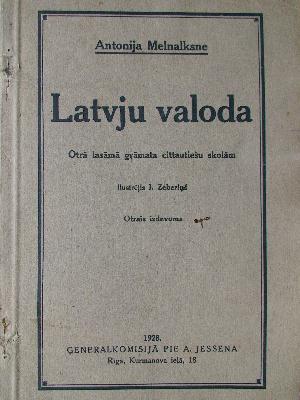 Antonija Melnalksne
Latvju valoda
Otrā lasāmā grāmata cittautiešu skolām
Ilustrējis I. Zeberiņš
Otrais izdevums
1928.
ĢENERALKOMISIJĀ PIE A. JESSENA
Rīgā, Kurmanova ielā, 15